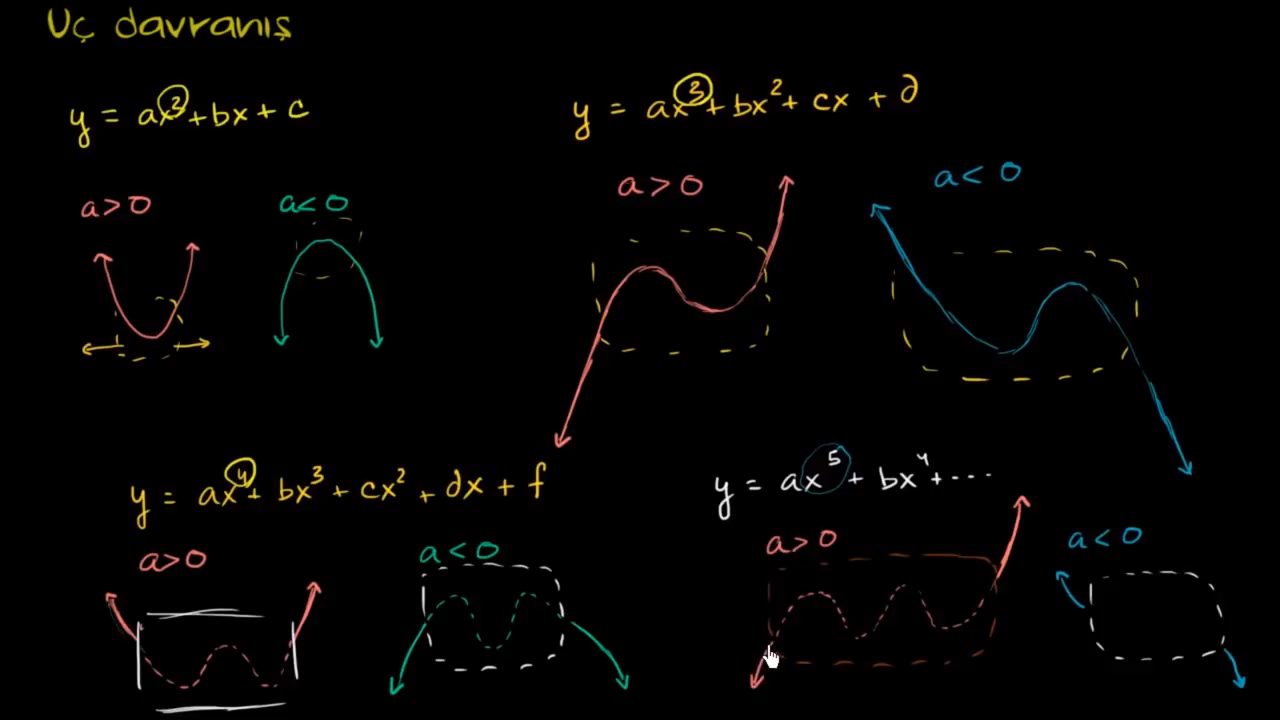 Uç davranış
y = ax² + bx + c
a > 0
a < 0
y = ax³ + bx² + cx + d
a > 0
a < 0
y = ax⁴ + bx³ + cx² + dx + f
a > 0
a < 0
y = ax⁵ + bx⁴ + ...
a > 0
a < 0